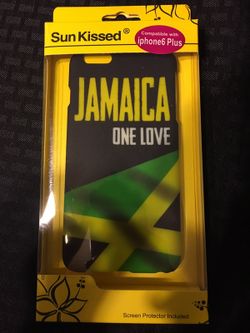 Sun Kissed®
Compatible with
iphone6 Plus
JAMAICA
ONE LOVE
Screen Protector Included